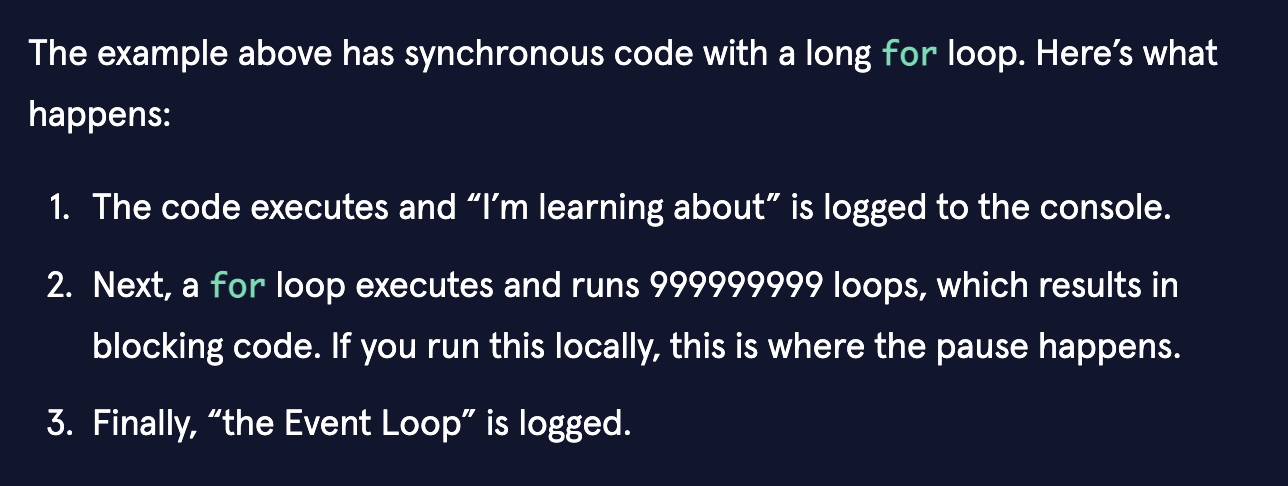 The example above has synchronous code with a long for loop. Here’s what
happens:
1. The code executes and “I’m learning about” is logged to the console.
2. Next, a for loop executes and runs 999999999 loops, which results in
blocking code. If you run this locally, this is where the pause happens.
3. Finally, “the Event Loop” is logged.